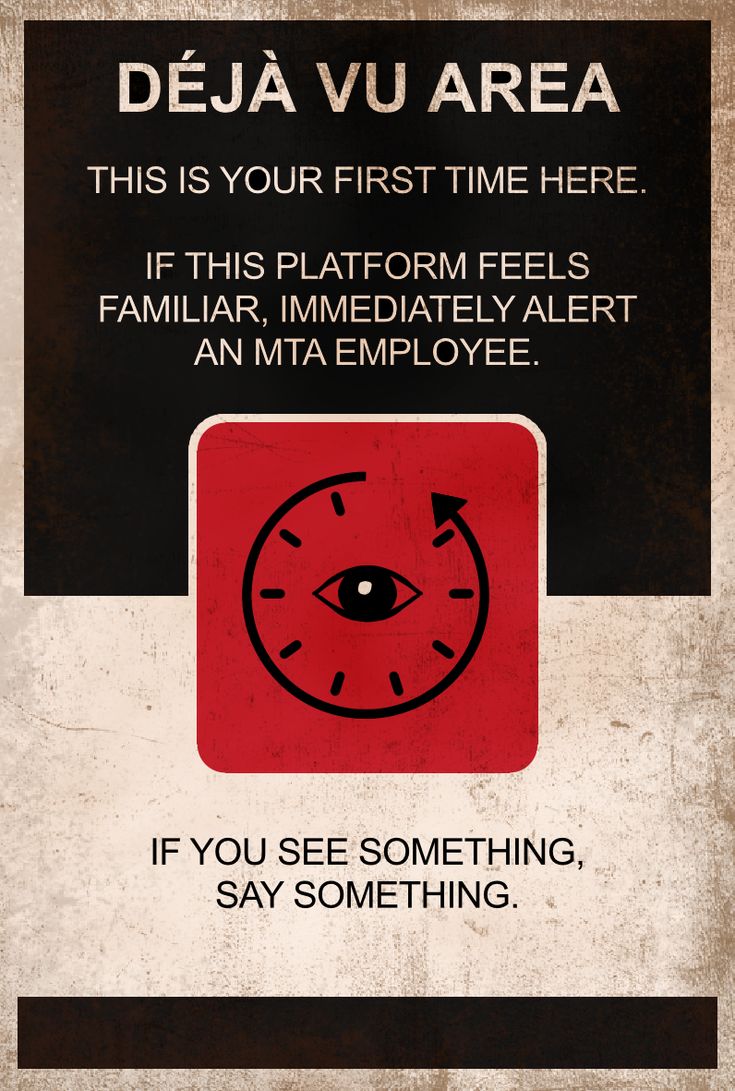 DÉJÀ VU AREA
THIS IS YOUR FIRST TIME HERE.
IF THIS PLATFORM FEELS
FAMILIAR, IMMEDIATELY ALERT
AN MTA EMPLOYEE.
IF YOU SEE SOMETHING,
SAY SOMETHING.